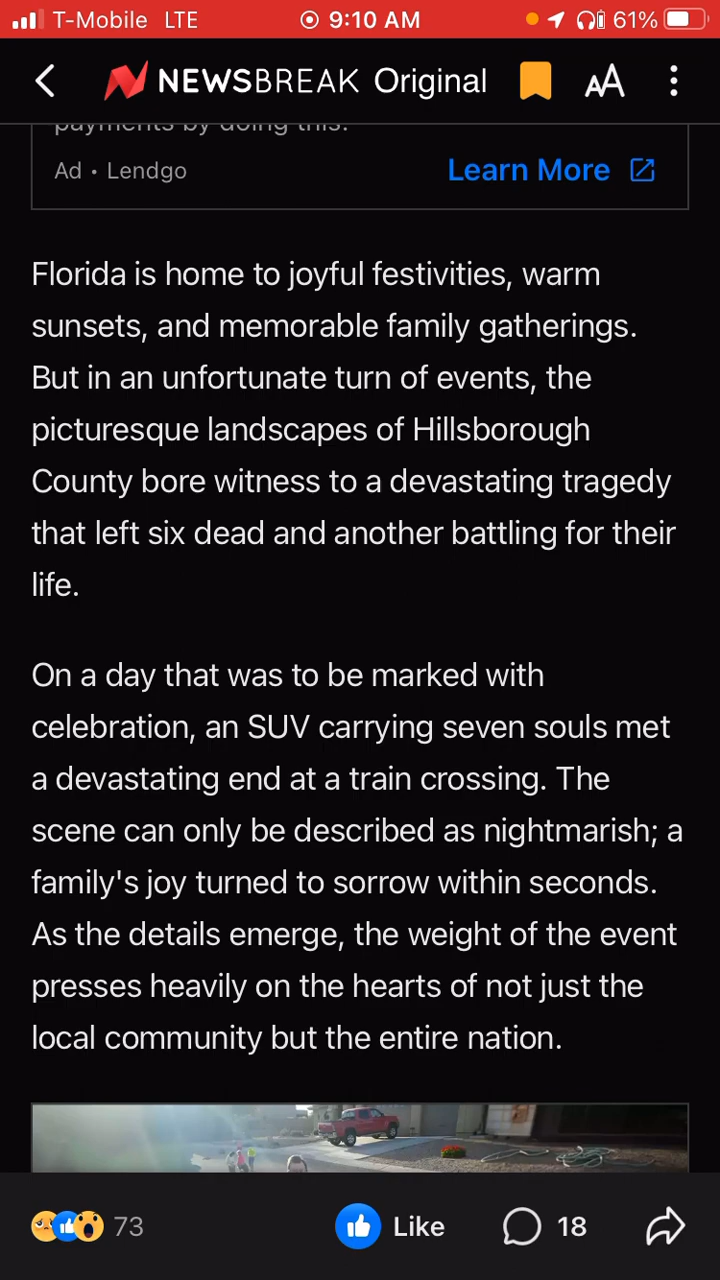 T-Mobile LTE 9:10 AM 61%
NEWSBREAK Original AA
payments by doing this.
Ad • Lendgo Learn More
Florida is home to joyful festivities, warm
sunsets, and memorable family gatherings.
But in an unfortunate turn of events, the
picturesque landscapes of Hillsborough
County bore witness to a devastating tragedy
that left six dead and another battling for their
life.
On a day that was to be marked with
celebration, an SUV carrying seven souls met
a devastating end at a train crossing. The
scene can only be described as nightmarish; a
family's joy turned to sorrow within seconds.
As the details emerge, the weight of the event
presses heavily on the hearts of not just the
local community but the entire nation.
73 Like 18